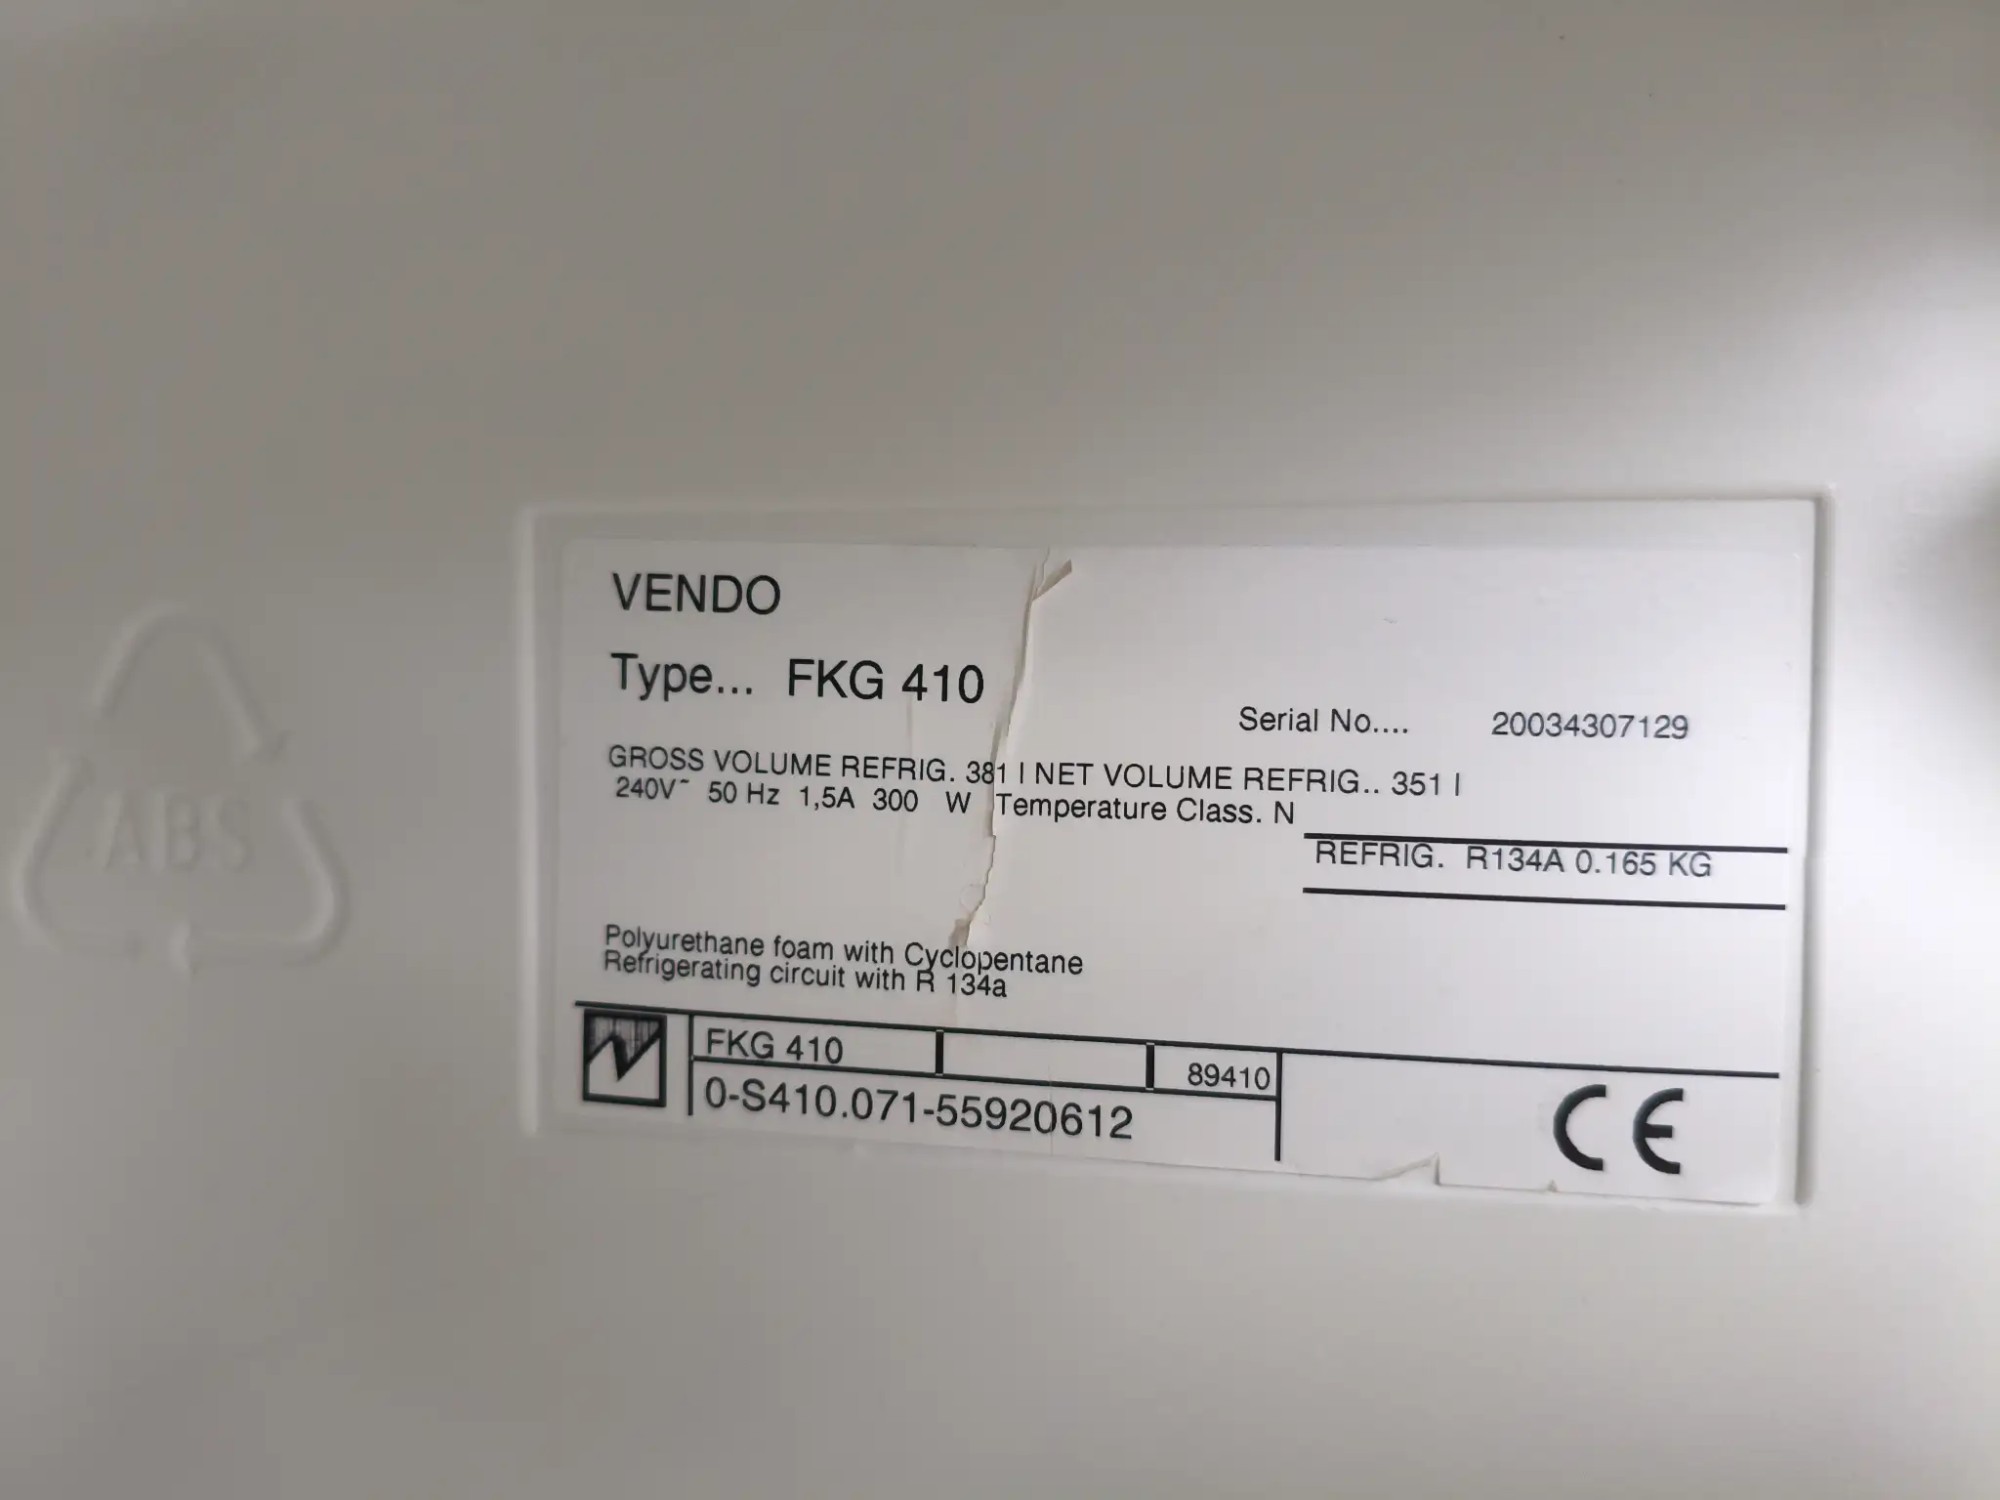 VENDO
Type... FKG 410
Serial No.... 20034307129
GROSS VOLUME REFRIG. 381 l NET VOLUME REFRIG.. 351 l
240V~ 50 Hz 1,5A 300 W Temperature Class. N
REFRIG. R134A 0.165 KG
Polyurethane foam with Cyclopentane
Refrigerating circuit with R 134a
FKG 410 89410
0-S410.071-55920612
CE
ABS